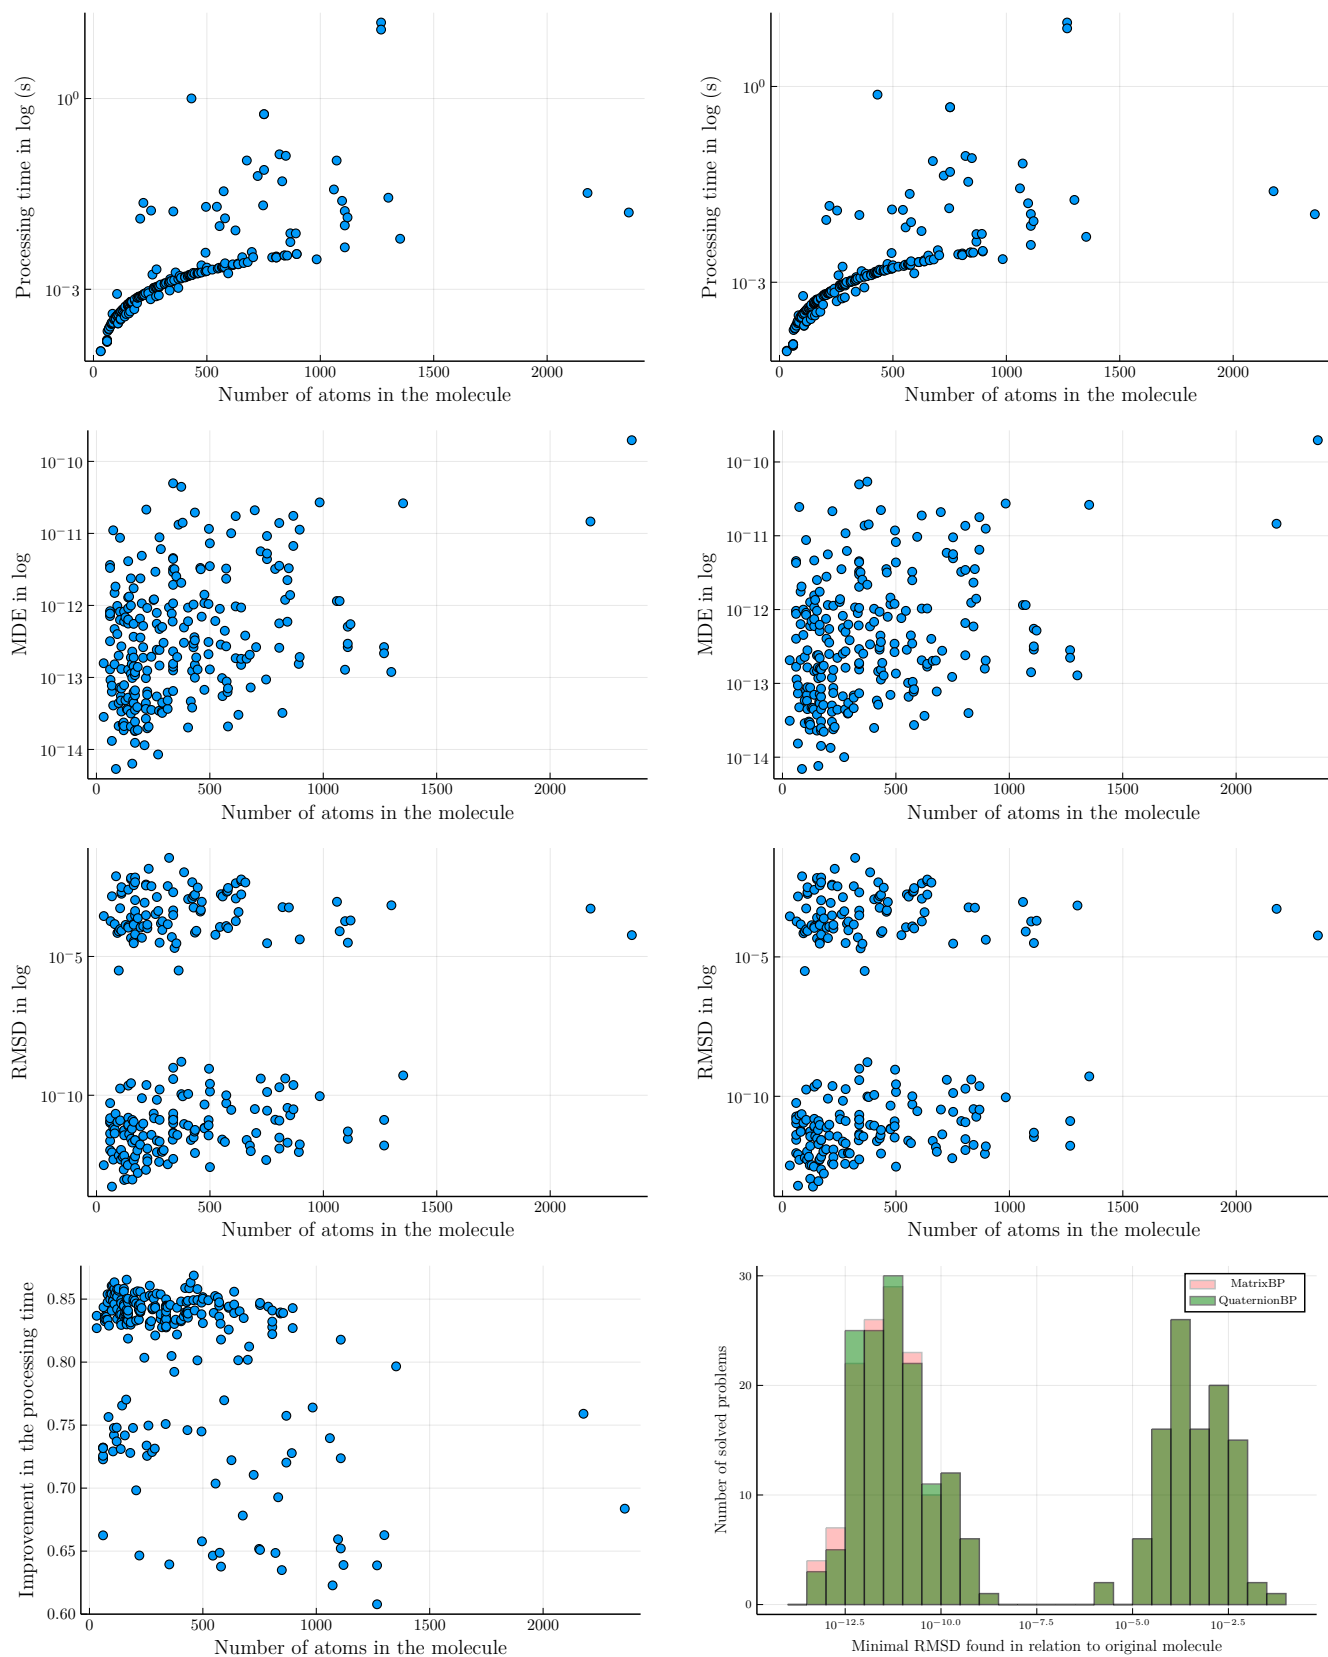 Processing time in log (s)
10⁰
10⁻³
0 500 1000 1500 2000
Number of atoms in the molecule
Processing time in log (s)
10⁰
10⁻³
0 500 1000 1500 2000
Number of atoms in the molecule
MDE in log
10⁻¹⁰
10⁻¹¹
10⁻¹²
10⁻¹³
10⁻¹⁴
0 500 1000 1500 2000
Number of atoms in the molecule
MDE in log
10⁻¹⁰
10⁻¹¹
10⁻¹²
10⁻¹³
10⁻¹⁴
0 500 1000 1500 2000
Number of atoms in the molecule
RMSD in log
10⁻⁵
10⁻¹⁰
0 500 1000 1500 2000
Number of atoms in the molecule
RMSD in log
10⁻⁵
10⁻¹⁰
0 500 1000 1500 2000
Number of atoms in the molecule
Improvement in the processing time
0.85
0.80
0.75
0.70
0.65
0.60
0 500 1000 1500 2000
Number of atoms in the molecule
Number of solved problems
30
20
10
0
MatrixBP
QuaternionBP
10⁻¹²·⁵ 10⁻¹⁰·⁰ 10⁻⁷·⁵ 10⁻⁵·⁰ 10⁻²·⁵
Minimal RMSD found in relation to original molecule